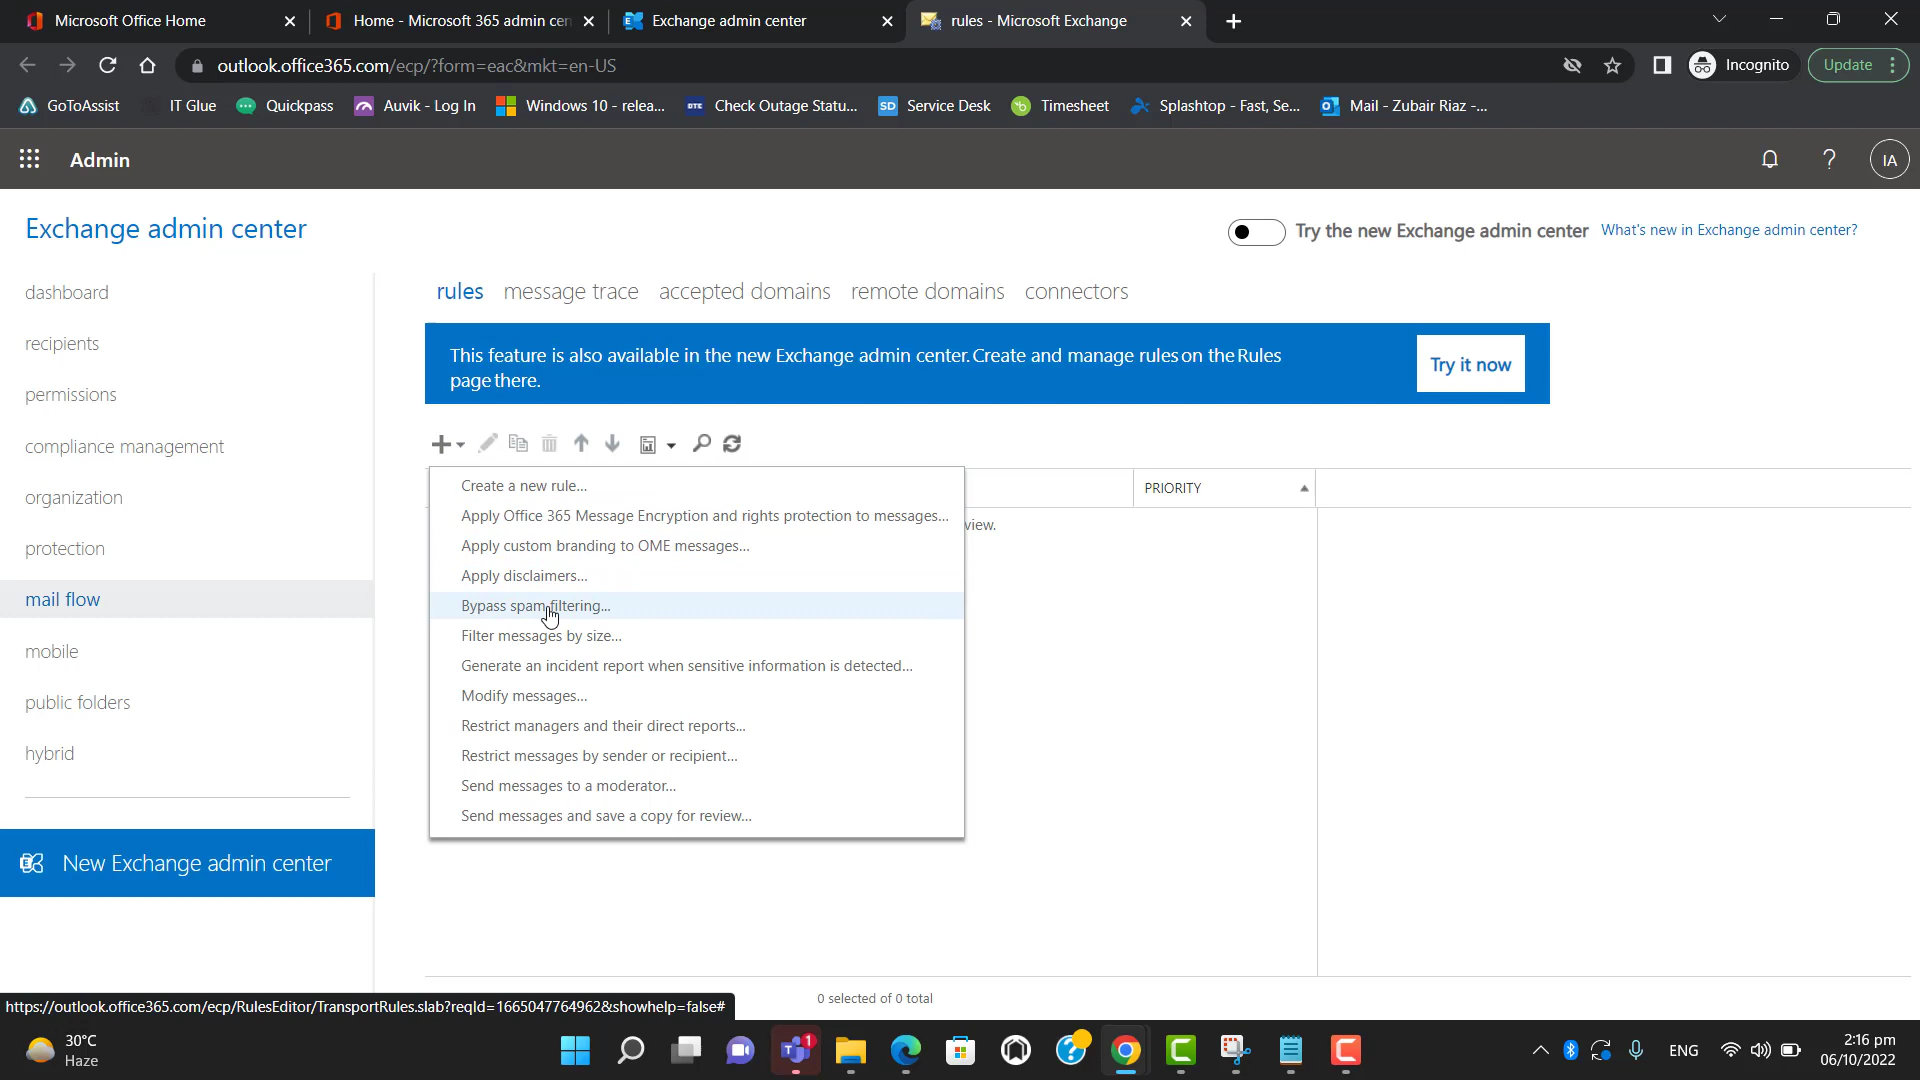 Microsoft Office Home
Home - Microsoft 365 admin cen
Exchange admin center
rules - Microsoft Exchange
outlook.office365.com/ecp/?form=eac&mkt=en-US
Incognito
Update
GoToAssist
IT Glue
Quickpass
Auvik - Log In
Windows 10 - relea...
DTE
Check Outage Statu...
SD
Service Desk
Timesheet
Splashtop - Fast, Se...
Mail - Zubair Riaz -...
Admin
?
IA
Exchange admin center
Try the new Exchange admin center
What's new in Exchange admin center?
dashboard
recipients
permissions
compliance management
organization
protection
mail flow
mobile
public folders
hybrid
New Exchange admin center
rules
message trace
accepted domains
remote domains
connectors
This feature is also available in the new Exchange admin center. Create and manage rules on the Rules
page there.
Try it now
PRIORITY
view.
Create a new rule...
Apply Office 365 Message Encryption and rights protection to messages...
Apply custom branding to OME messages...
Apply disclaimers...
Bypass spam filtering...
Filter messages by size...
Generate an incident report when sensitive information is detected...
Modify messages...
Restrict managers and their direct reports...
Restrict messages by sender or recipient...
Send messages to a moderator...
Send messages and save a copy for review...
0 selected of 0 total
https://outlook.office365.com/ecp/RulesEditor/TransportRules.slab?reqId=1665047764962&showhelp=false#
30°C
Haze
1
ENG
2:16 pm
06/10/2022